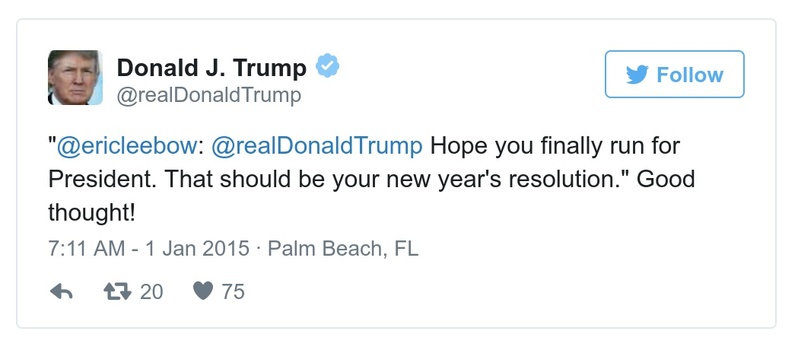 Donald J. Trump
@realDonaldTrump
Follow
"@ericleebow: @realDonaldTrump Hope you finally run for
President. That should be your new year's resolution." Good
thought!
7:11 AM - 1 Jan 2015 · Palm Beach, FL
20 75